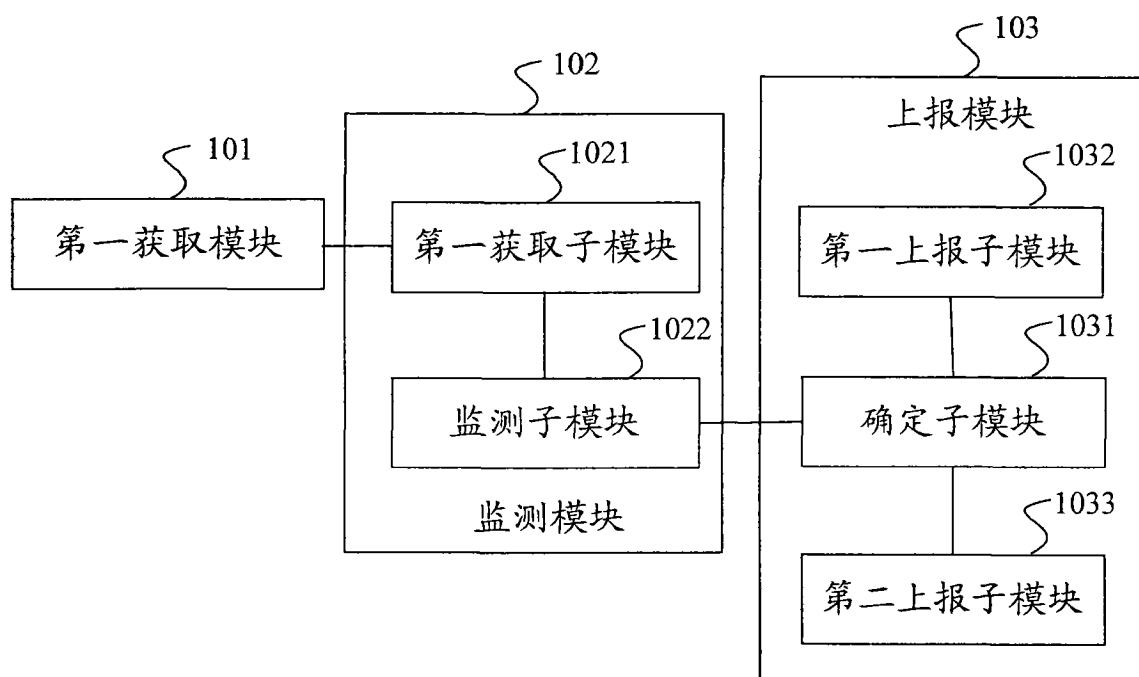 103
102
上报模块
101
1021
1032
第一获取模块
第一获取子模块
第一上报子模块
1022
1031
监测子模块
确定子模块
监测模块
1033
第二上报子模块